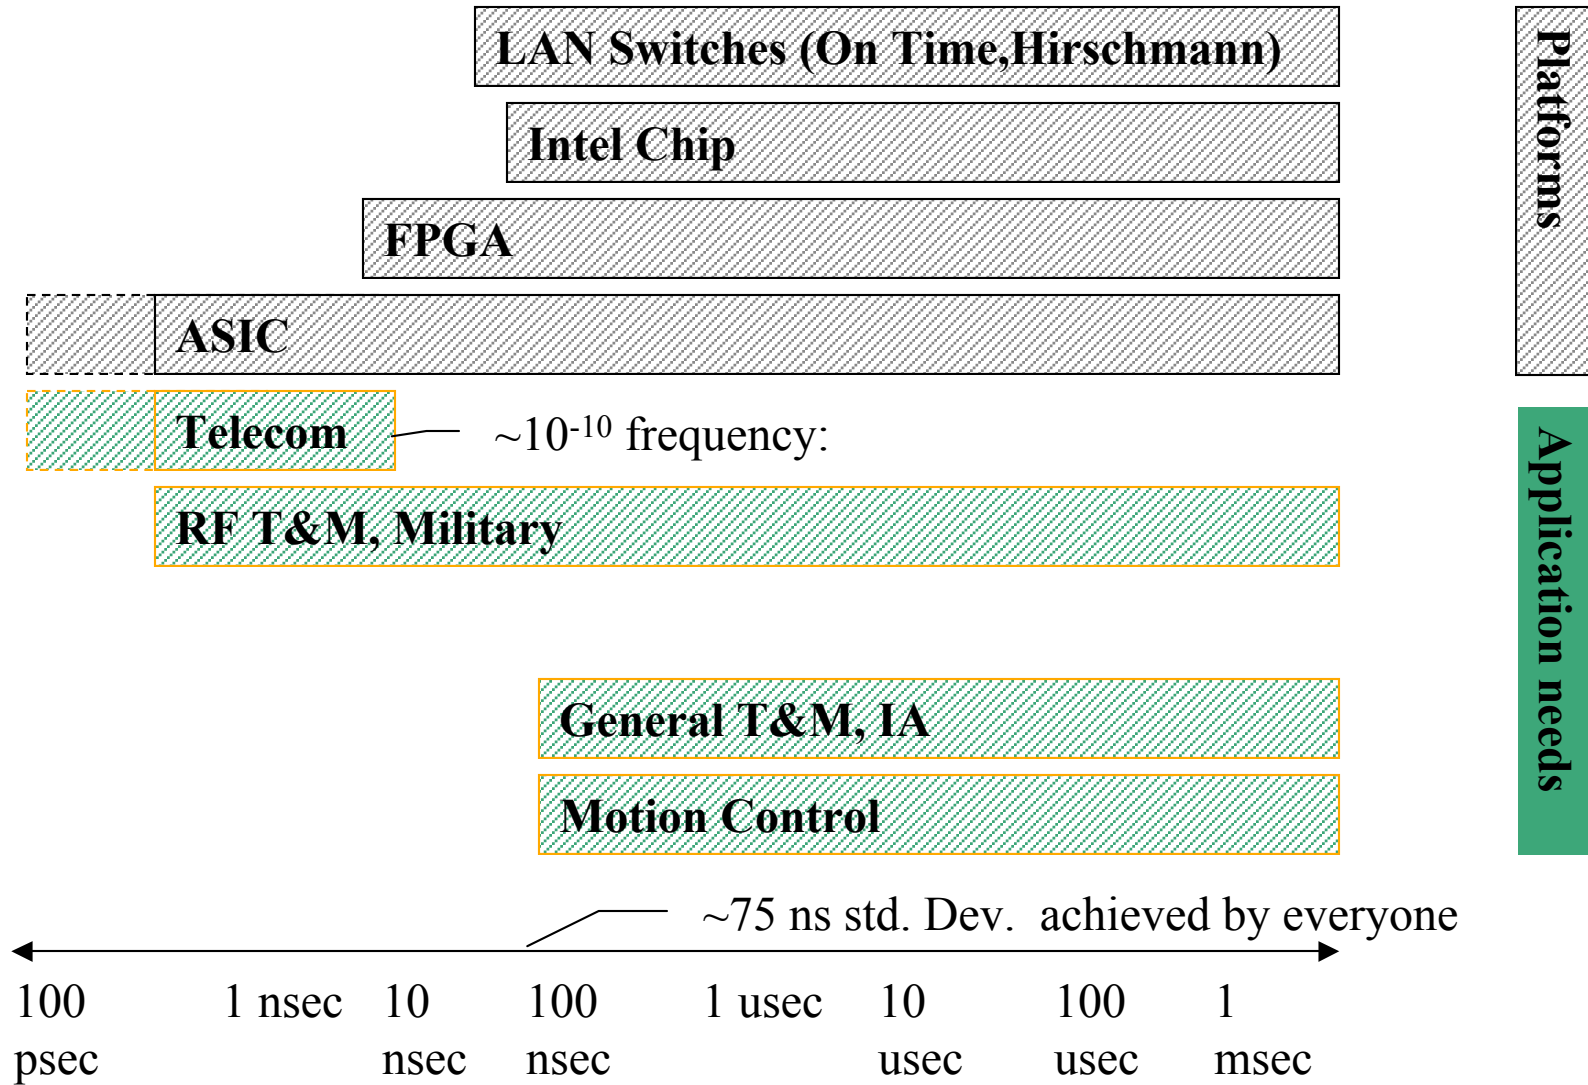 LAN Switches (On Time,Hirschmann)
Intel Chip
FPGA
ASIC
Platforms
Telecom
~10-10 frequency:
RF T&M, Military
General T&M, IA
Motion Control
Application needs
~75 ns std. Dev.  achieved by everyone
100
psec
1 nsec
10
nsec
100
nsec
1 usec
10
usec
100
usec
1
msec